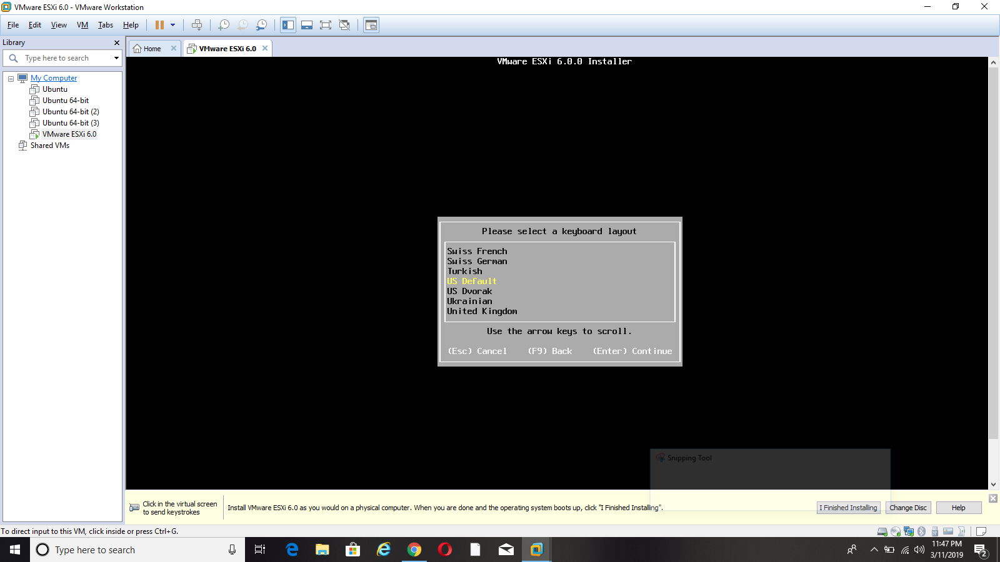 VMware ESXi 6.0 - VMware Workstation
File Edit View VM Tabs Help
Library
Home
VMware ESXi 6.0
Type here to search
My Computer
Ubuntu
Ubuntu 64-bit
Ubuntu 64-bit (2)
Ubuntu 64-bit (3)
VMware ESXi 6.0
Shared VMs
VMware ESXi 6.0.0 Installer
Please select a keyboard layout
Swiss French
Swiss German
Turkish
US Default
US Dvorak
Ukrainian
United Kingdom
Use the arrow keys to scroll.
(Esc) Cancel (F9) Back (Enter) Continue
Snipping Tool
Click in the virtual screen
to send keystrokes
Install VMware ESXi 6.0 as you would on a physical computer. When you are done and the operating system boots up, click "I Finished Installing".
I Finished Installing Change Disc Help
To direct input to this VM, click inside or press Ctrl+G.
Type here to search
11:47 PM
3/11/2019
2